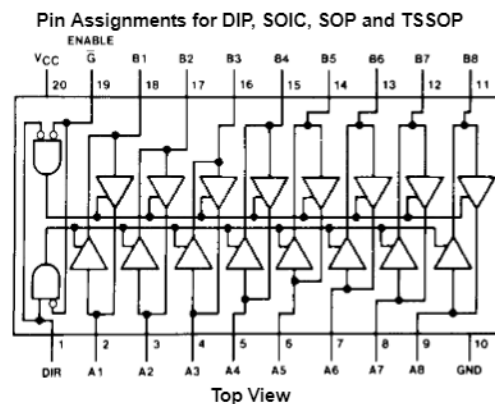 Pin Assignments for DIP, SOIC, SOP and TSSOP
ENABLE
VCC G B1 B2 B3 B4 B5 B6 B7 B8
20 19 18 17 16 15 14 13 12 11
1 2 3 4 5 6 7 8 9 10
DIR A1 A2 A3 A4 A5 A6 A7 A8 GND
Top View